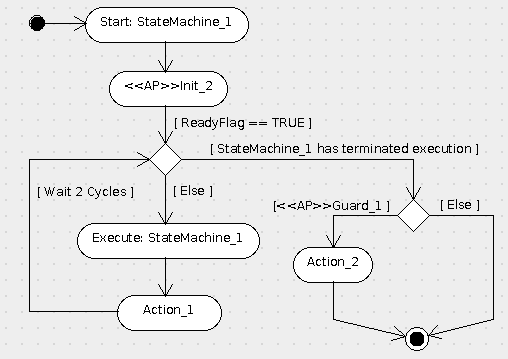 Start: StateMachine_1
<<AP>>Init_2
[ ReadyFlag == TRUE ]
[ StateMachine_1 has terminated execution ]
[ Wait 2 Cycles ]
[ Else ]
[<<AP>>Guard_1 ]
[ Else ]
Execute: StateMachine_1
Action_2
Action_1